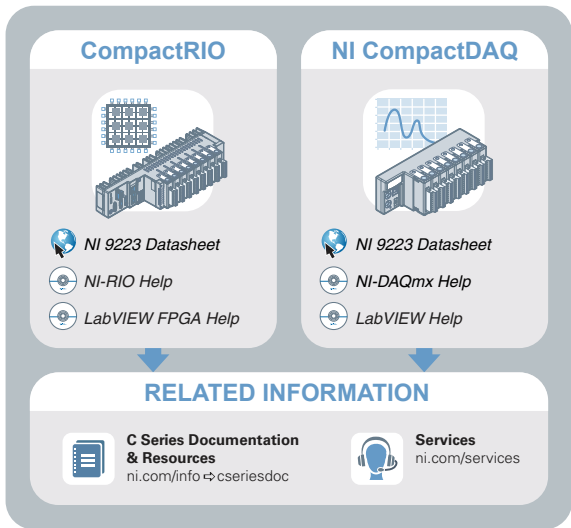 CompactRIO
NI 9223 Datasheet
NI-RIO Help
LabVIEW FPGA Help
NI CompactDAQ
NI 9223 Datasheet
NI-DAQmx Help
LabVIEW Help
RELATED INFORMATION
C Series Documentation
& Resources
ni.com/info ⇨ cseriesdoc
Services
ni.com/services